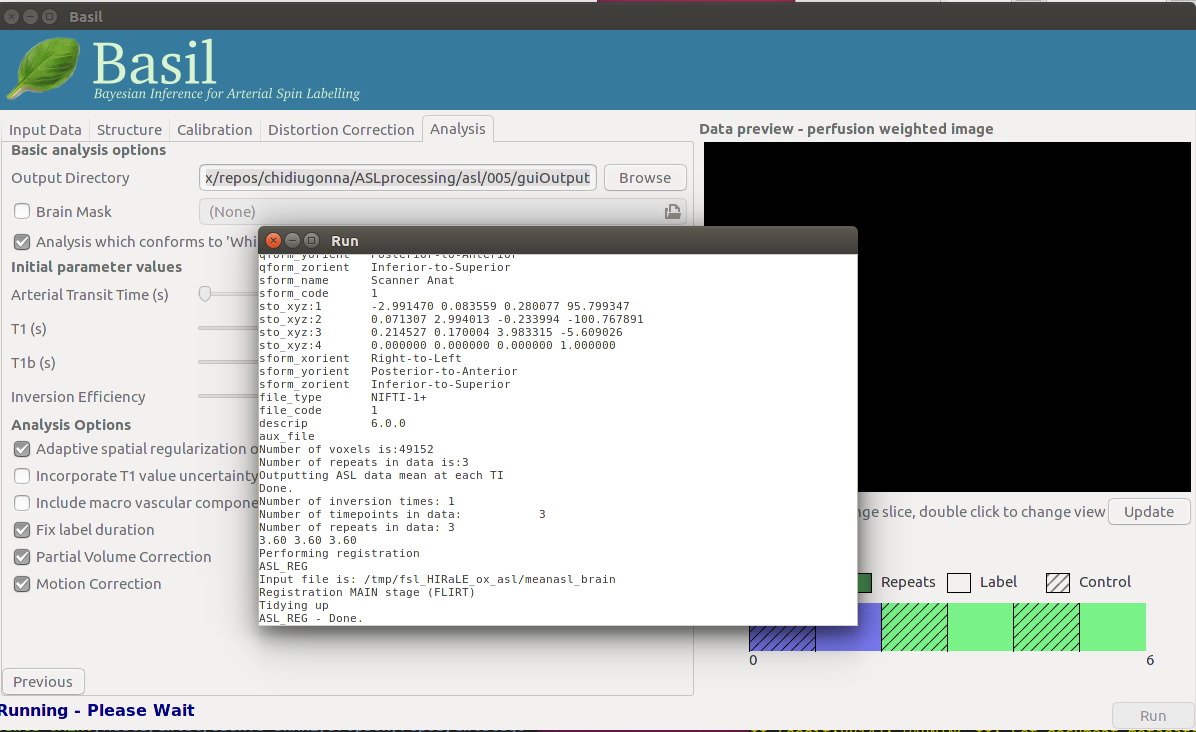 Basil
Basil
Bayesian Inference for Arterial Spin Labelling
Input Data Structure Calibration Distortion Correction Analysis
Basic analysis options
Output Directory x/repos/chidiugonna/ASLprocessing/asl/005/guiOutput Browse
Brain Mask (None)
Analysis which conforms to 'Whi
Initial parameter values
Arterial Transit Time (s)
T1 (s)
T1b (s)
Inversion Efficiency
Analysis Options
Adaptive spatial regularization o
Incorporate T1 value uncertainty
Include macro vascular compone
Fix label duration
Partial Volume Correction
Motion Correction
Previous
Running - Please Wait
Data preview - perfusion weighted image
Run
qform_yorient Posterior-to-Anterior
qform_zorient Inferior-to-Superior
sform_name Scanner Anat
sform_code 1
sto_xyz:1 -2.991470 0.083559 0.280077 95.799347
sto_xyz:2 0.071307 2.994013 -0.233994 -100.767891
sto_xyz:3 0.214527 0.170004 3.983315 -5.609026
sto_xyz:4 0.000000 0.000000 0.000000 1.000000
sform_xorient Right-to-Left
sform_yorient Posterior-to-Anterior
sform_zorient Inferior-to-Superior
file_type NIFTI-1+
file_code 1
descrip 6.0.0
aux_file
Number of voxels is:49152
Number of repeats in data is:3
Outputting ASL data mean at each TI
Done.
Number of inversion times: 1
Number of timepoints in data: 3
Number of repeats in data: 3
3.60 3.60 3.60
Performing registration
ASL_REG
Input file is: /tmp/fsl_HIRaLE_ox_asl/meanasl_brain
Registration MAIN stage (FLIRT)
Tidying up
ASL_REG - Done.
nge slice, double click to change view Update
Repeats Label Control
0 6
Run